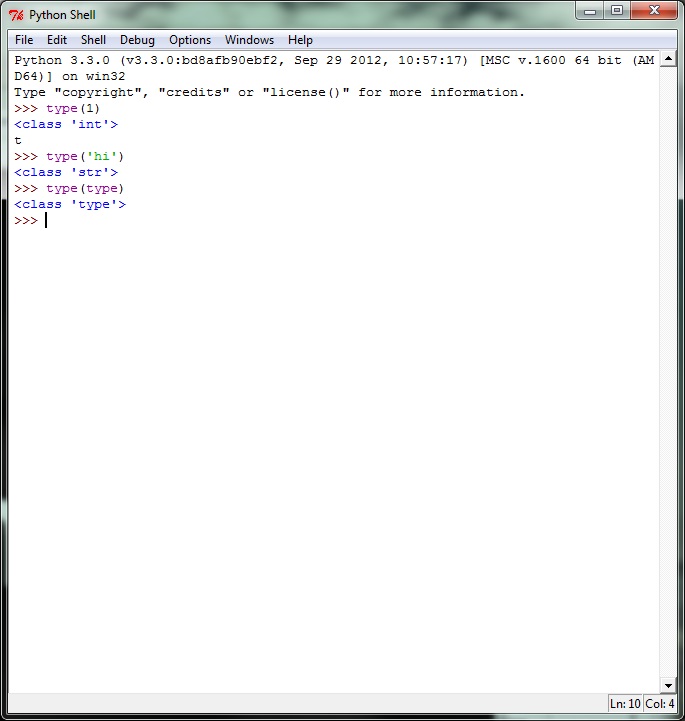 Python Shell
File Edit Shell Debug Options Windows Help
Python 3.3.0 (v3.3.0:bd8afb90ebf2, Sep 29 2012, 10:57:17) [MSC v.1600 64 bit (AM
D64)] on win32
Type "copyright", "credits" or "license()" for more information.
>>> type(1)
<class 'int'>
t
>>> type('hi')
<class 'str'>
>>> type(type)
<class 'type'>
>>>
Ln: 10 Col: 4